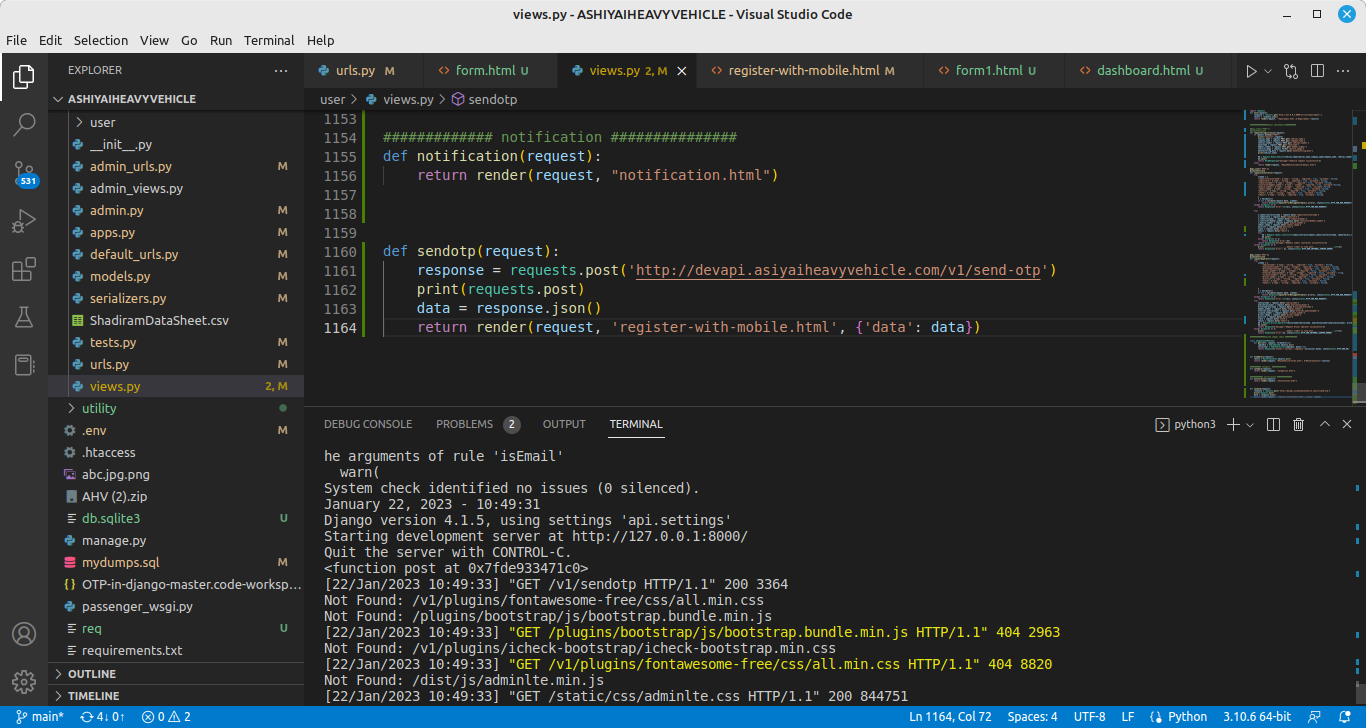 views.py - ASHIYAIHEAVYVEHICLE - Visual Studio Code
File Edit Selection View Go Run Terminal Help
EXPLORER
urls.py M
form.html U
views.py 2, M
register-with-mobile.html M
form1.html U
dashboard.html U
ASHIYAIHEAVYVEHICLE
user
__init__.py
admin_urls.py M
admin_views.py
admin.py M
apps.py M
default_urls.py M
models.py M
serializers.py M
ShadiramDataSheet.csv
tests.py M
urls.py M
views.py 2, M
utility
.env M
.htaccess
abc.jpg.png
AHV (2).zip
db.sqlite3 U
manage.py
mydumps.sql M
OTP-in-django-master.code-worksp...
passenger_wsgi.py
req U
requirements.txt
OUTLINE
TIMELINE
531
user > views.py > sendotp
1153
1154 ############# notification ###############
1155 def notification(request):
1156 return render(request, "notification.html")
1157
1158
1159
1160 def sendotp(request):
1161 response = requests.post('http://devapi.asiyaiheavyvehicle.com/v1/send-otp')
1162 print(requests.post)
1163 data = response.json()
1164 return render(request, 'register-with-mobile.html', {'data': data})
DEBUG CONSOLE PROBLEMS 2 OUTPUT TERMINAL python3
he arguments of rule 'isEmail'
warn(
System check identified no issues (0 silenced).
January 22, 2023 - 10:49:31
Django version 4.1.5, using settings 'api.settings'
Starting development server at http://127.0.0.1:8000/
Quit the server with CONTROL-C.
<function post at 0x7fde933471c0>
[22/Jan/2023 10:49:33] "GET /v1/sendotp HTTP/1.1" 200 3364
Not Found: /v1/plugins/fontawesome-free/css/all.min.css
Not Found: /plugins/bootstrap/js/bootstrap.bundle.min.js
[22/Jan/2023 10:49:33] "GET /plugins/bootstrap/js/bootstrap.bundle.min.js HTTP/1.1" 404 2963
Not Found: /v1/plugins/icheck-bootstrap/icheck-bootstrap.min.css
[22/Jan/2023 10:49:33] "GET /v1/plugins/fontawesome-free/css/all.min.css HTTP/1.1" 404 8820
Not Found: /dist/js/adminlte.min.js
[22/Jan/2023 10:49:33] "GET /static/css/adminlte.css HTTP/1.1" 200 844751
main* 4↓ 0↑ 0 2 Ln 1164, Col 72 Spaces: 4 UTF-8 LF Python 3.10.6 64-bit